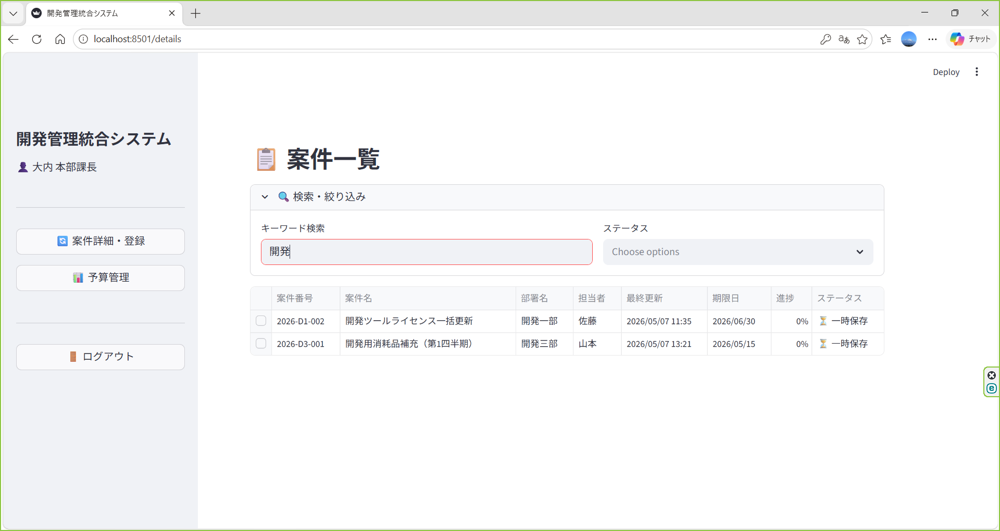 開発管理統合システム
localhost:8501/details
チャット
Deploy
開発管理統合システム
大内 本部課長
案件詳細・登録
予算管理
ログアウト
案件一覧
検索・絞り込み
キーワード検索
ステータス
開発
Choose options
案件番号 案件名 部署名 担当者 最終更新 期限日 進捗 ステータス
2026-D1-002 開発ツールライセンス一括更新 開発一部 佐藤 2026/05/07 11:35 2026/06/30 0% 一時保存
2026-D3-001 開発用消耗品補充（第1四半期） 開発三部 山本 2026/05/07 13:21 2026/05/15 0% 一時保存